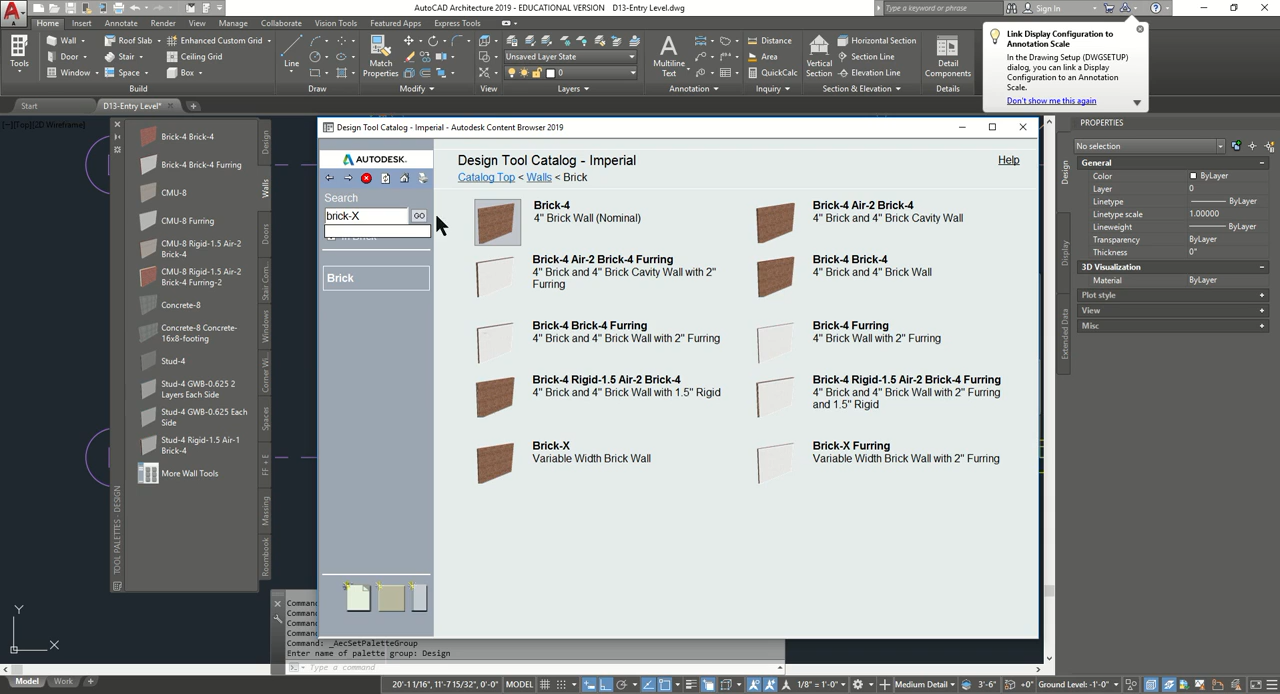 AutoCAD Architecture 2019 - EDUCATIONAL VERSION D13-Entry Level.dwg
Type a keyword or phrase
Sign In
Home Insert Annotate Render View Manage Collaborate Vision Tools Featured Apps Express Tools
Tools
Wall
Door
Window
Roof Slab
Stair
Space
Enhanced Custom Grid
Ceiling Grid
Box
Line
Match
Properties
Unsaved Layer State
0
Multiline
Text
Distance
Area
QuickCalc
Vertical
Section
Horizontal Section
Section Line
Elevation Line
Detail
Components
Build Draw Modify View Layers Annotation Inquiry Section & Elevation Details
Link Display Configuration to
Annotation Scale
In the Drawing Setup (DWGSETUP)
dialog, you can link a Display
Configuration to an Annotation
Scale.
Don't show me this again
Start D13-Entry Level*
[−][Top][2D Wireframe]
Brick-4 Brick-4
Brick-4 Brick-4 Furring
CMU-8
CMU-8 Furring
CMU-8 Rigid-1.5 Air-2
Brick-4
CMU-8 Rigid-1.5 Air-2
Brick-4 Furring-2
Concrete-8
Concrete-8 Concrete-
16x8-footing
Stud-4
Stud-4 GWB-0.625 2
Layers Each Side
Stud-4 GWB-0.625 Each
Side
Stud-4 Rigid-1.5 Air-1
Brick-4
More Wall Tools
TOOL PALETTES - DESIGN
Design
Walls
Doors
Stair Com...
Windows
Corner Wi...
Spaces
FF + E
Massing
Roombook
Design Tool Catalog - Imperial - Autodesk Content Browser 2019
AUTODESK.
Search
brick-X
GO
Brick
Design Tool Catalog - Imperial
Help
Catalog Top < Walls < Brick
Brick-4
4" Brick Wall (Nominal)
Brick-4 Air-2 Brick-4
4" Brick and 4" Brick Cavity Wall
Brick-4 Air-2 Brick-4 Furring
4" Brick and 4" Brick Cavity Wall with 2"
Furring
Brick-4 Brick-4
4" Brick and 4" Brick Wall
Brick-4 Brick-4 Furring
4" Brick and 4" Brick Wall with 2" Furring
Brick-4 Furring
4" Brick Wall with 2" Furring
Brick-4 Rigid-1.5 Air-2 Brick-4
4" Brick and 4" Brick Wall with 1.5" Rigid
Brick-4 Rigid-1.5 Air-2 Brick-4 Furring
4" Brick and 4" Brick Wall with 2" Furring
and 1.5" Rigid
Brick-X
Variable Width Brick Wall
Brick-X Furring
Variable Width Brick Wall with 2" Furring
PROPERTIES
No selection
General
Color ByLayer
Layer 0
Linetype ByLayer
Linetype scale 1.00000
Lineweight ByLayer
Transparency ByLayer
Thickness 0"
3D Visualization
Material ByLayer
Plot style
View
Misc
Design
Display
Extended Data
Y
X
Comm
Comm
Comm
Command: _AecSetPaletteGroup
Enter name of palette group: Design
Type a command
Model Work
20'-1 1/16", 11'-7 15/32", 0'-0" MODEL 1/8" = 1'-0" Medium Detail 3'-6" +0" Ground Level:-1'-0"